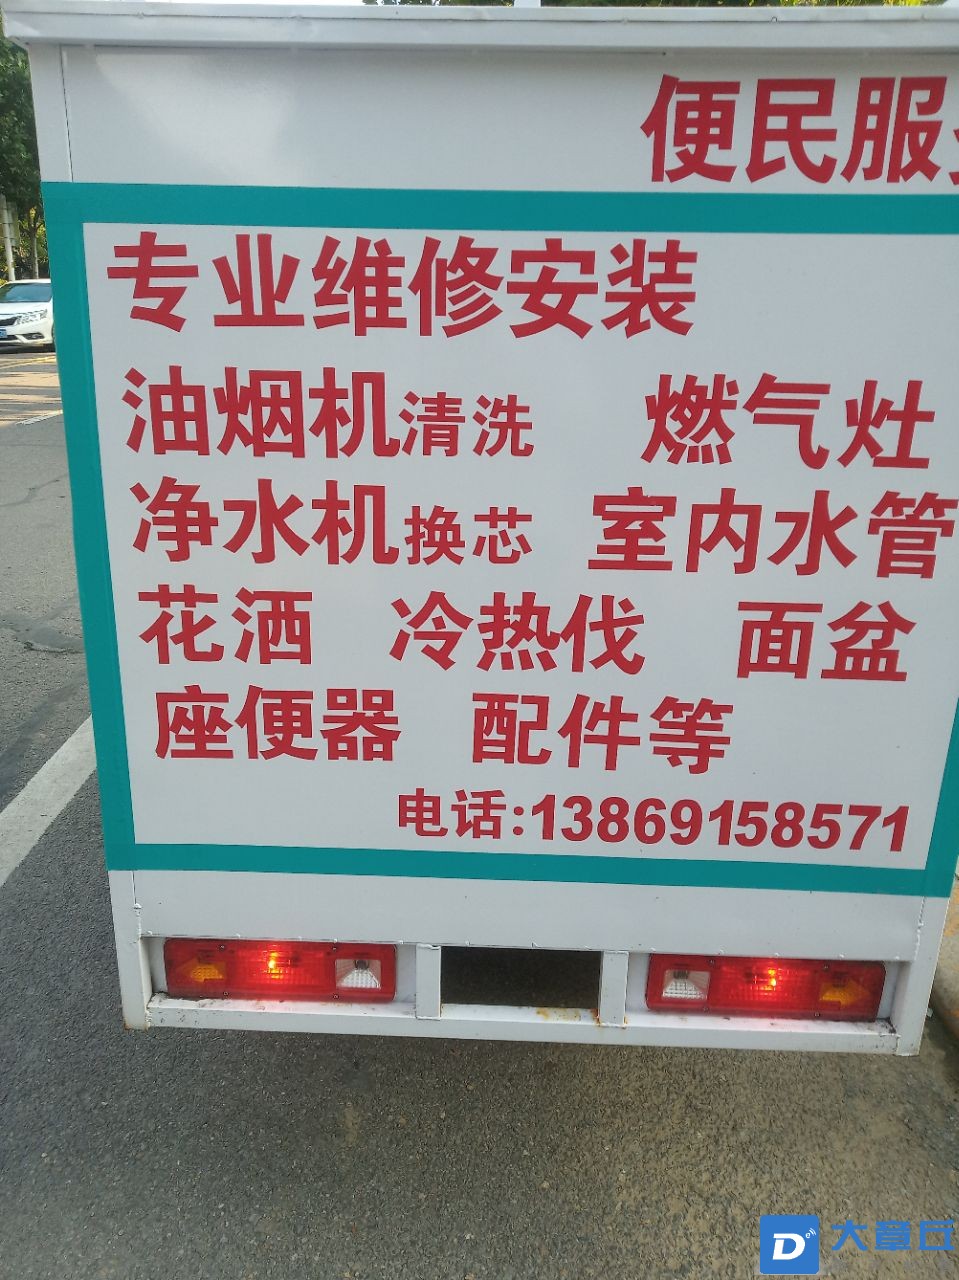 便民服
专业维修安装
油烟机清洗 燃气灶
净水机换芯 室内水管
花洒 冷热伐 面盆
座便器 配件等
电话:13869158571
大章丘